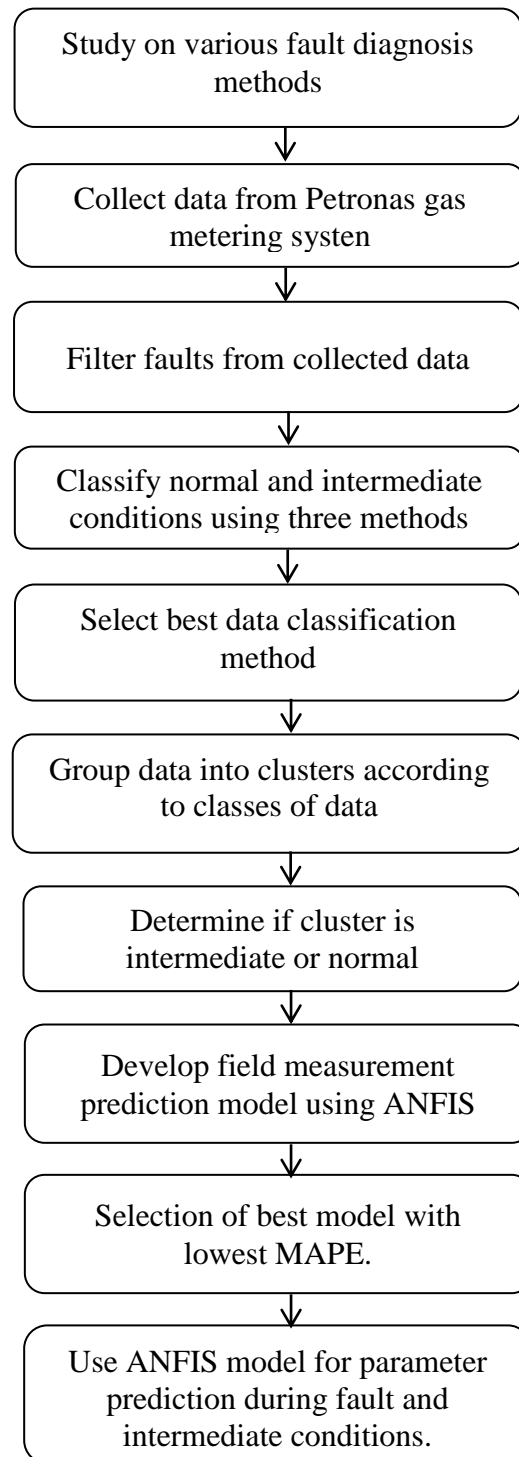 Study on various fault diagnosis
methods
Collect data from Petronas gas
metering systen
Filter faults from collected data
Classify normal and intermediate
conditions using three methods
Select best data classification
method
Group data into clusters according
to classes of data
Determine if cluster is
intermediate or normal
Develop field measurement
prediction model using ANFIS
Selection of best model with
lowest MAPE.
Use ANFIS model for parameter
prediction during fault and
intermediate conditions.